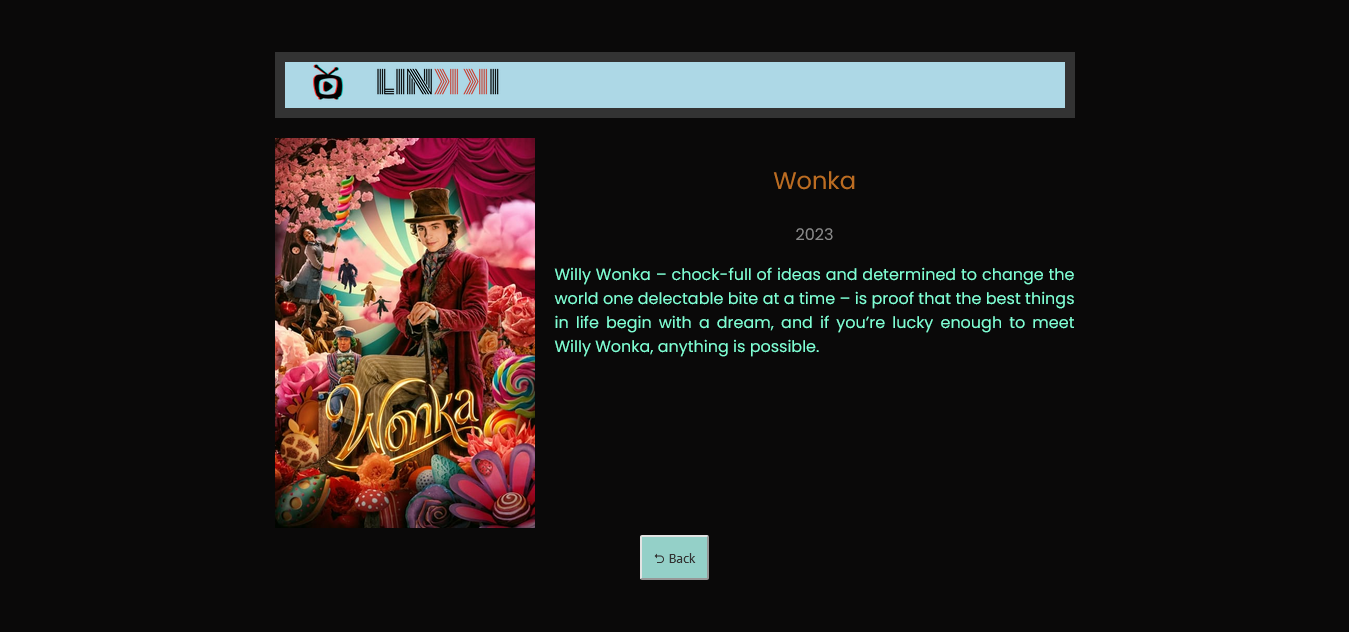 LINKKI
Wonka
2023
Willy Wonka – chock-full of ideas and determined to change the
world one delectable bite at a time – is proof that the best things
in life begin with a dream, and if you’re lucky enough to meet
Willy Wonka, anything is possible.
Wonka
Back